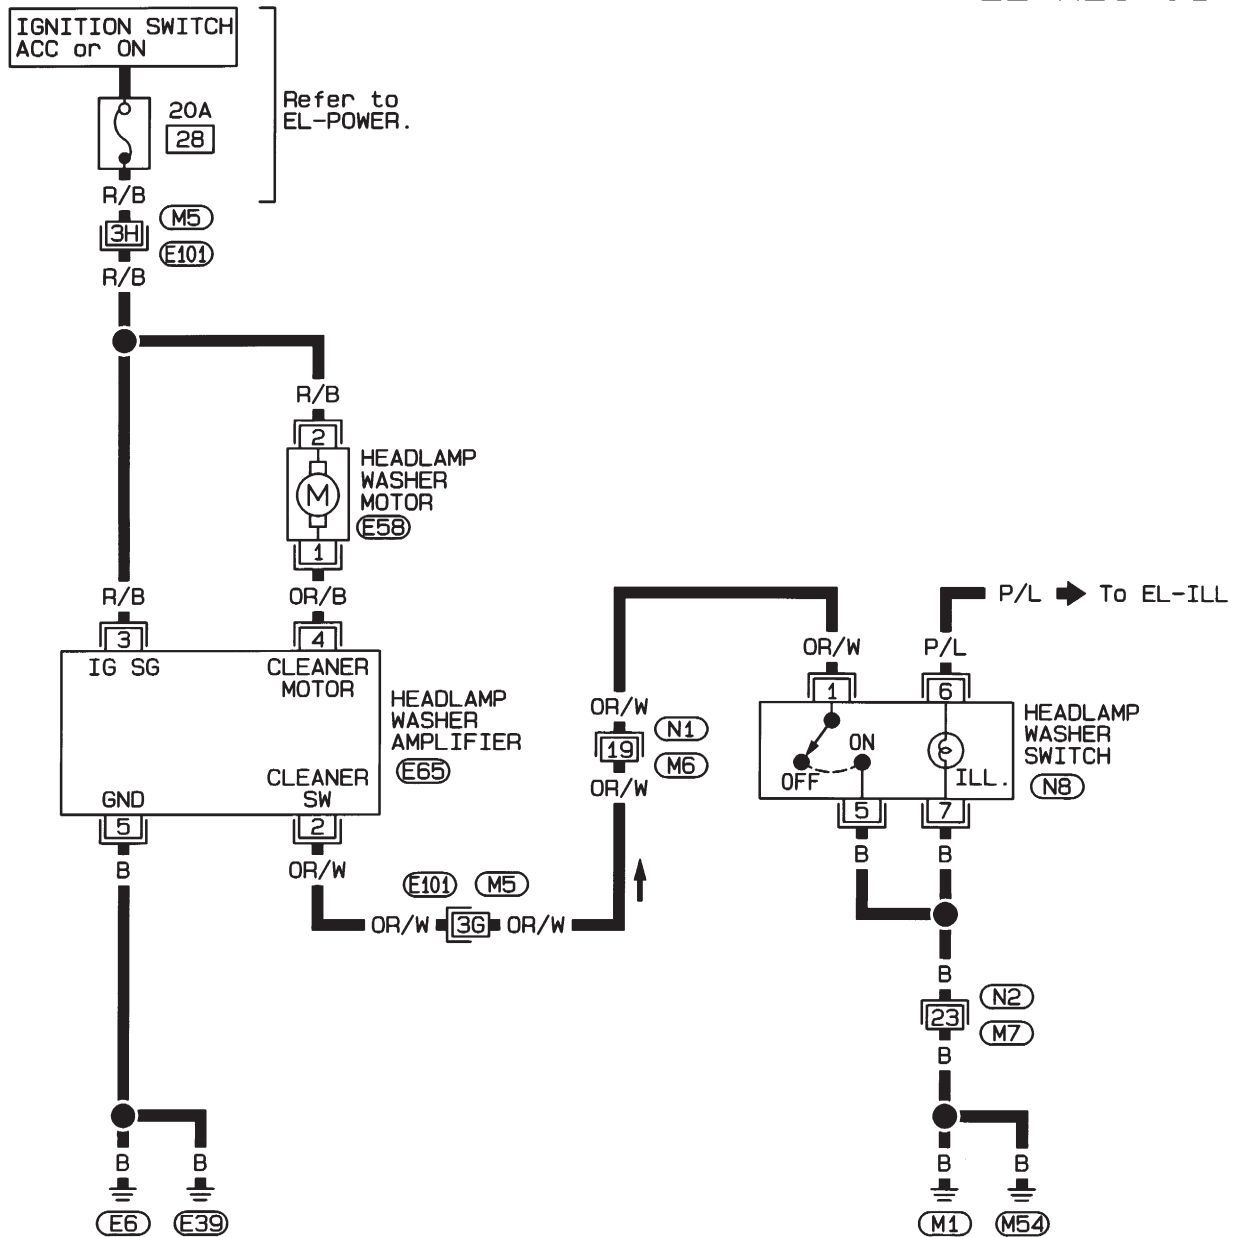 IGNITION SWITCH
ACC or ON
20A
28
Refer to
EL-POWER.
R/B
M5
3H
E101
R/B
R/B
2
HEADLAMP
WASHER
MOTOR
E58
M
1
R/B
OR/B
3
4
IG SG
CLEANER
MOTOR
HEADLAMP
WASHER
AMPLIFIER
E65
CLEANER
SW
GND
5
2
B
OR/W
E101
M5
OR/W
3G
OR/W
OR/W
N1
19
M6
OR/W
P/L
To EL-ILL
OR/W
P/L
1
6
HEADLAMP
WASHER
SWITCH
N8
ON
OFF
ILL.
5
7
B
B
B
N2
23
M7
B
B
B
B
B
E6
E39
M1
M54